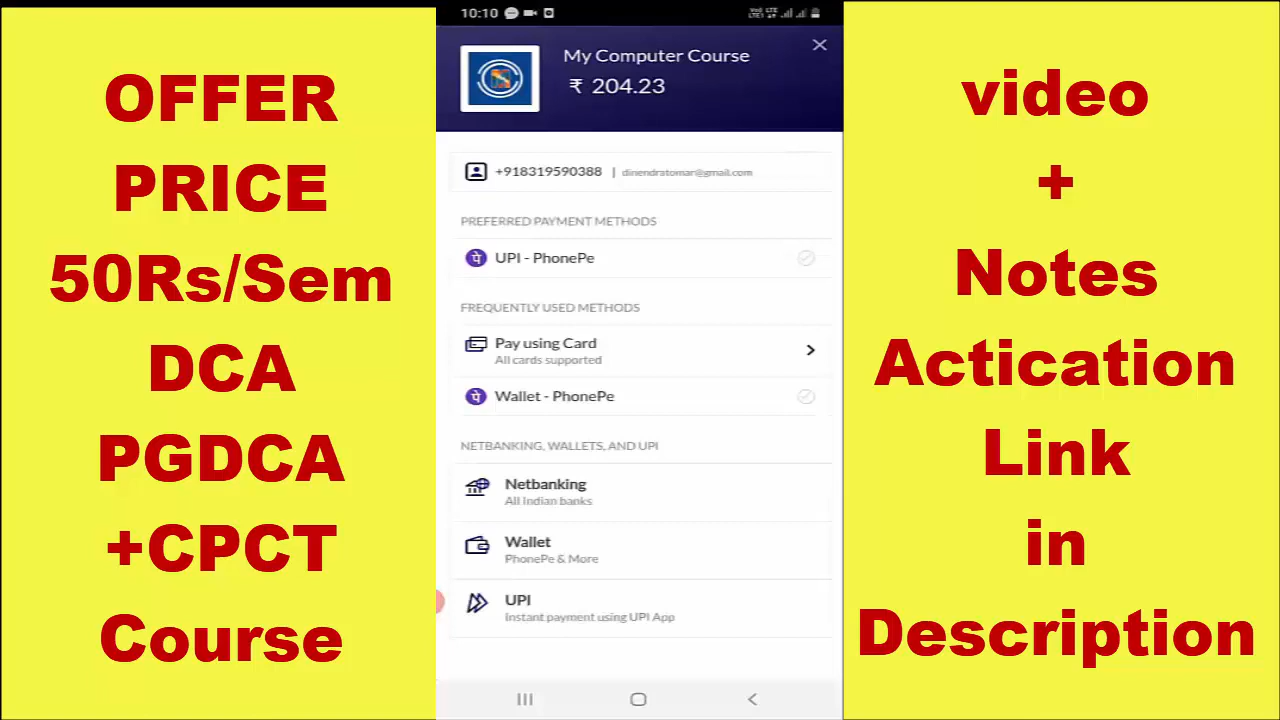 OFFER
PRICE
50Rs/Sem
DCA
PGDCA
+CPCT
Course
10:10
My Computer Course
₹ 204.23
+918319590388 | dinendratomar@gmail.com
PREFERRED PAYMENT METHODS
UPI - PhonePe
FREQUENTLY USED METHODS
Pay using Card
All cards supported
Wallet - PhonePe
NETBANKING, WALLETS, AND UPI
Netbanking
All Indian banks
Wallet
PhonePe & More
UPI
Instant payment using UPI App
video
+
Notes
Actication
Link
in
Description